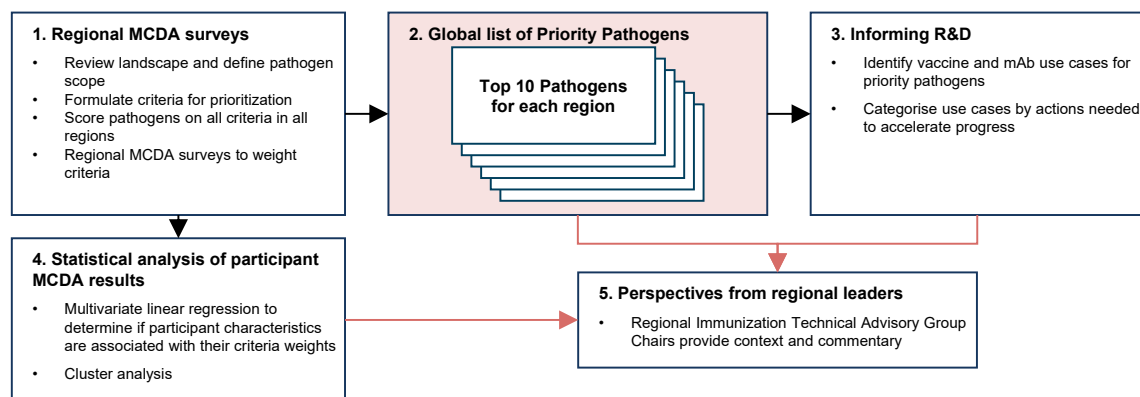 1. Regional MCDA surveys
• Review landscape and define pathogen
scope
• Formulate criteria for prioritization
• Score pathogens on all criteria in all
regions
• Regional MCDA surveys to weight
criteria
2. Global list of Priority Pathogens
Top 10 Pathogens
for each region
3. Informing R&D
• Identify vaccine and mAb use cases for
priority pathogens
• Categorise use cases by actions needed
to accelerate progress
4. Statistical analysis of participant
MCDA results
• Multivariate linear regression to
determine if participant characteristics
are associated with their criteria weights
• Cluster analysis
5. Perspectives from regional leaders
• Regional Immunization Technical Advisory Group
Chairs provide context and commentary